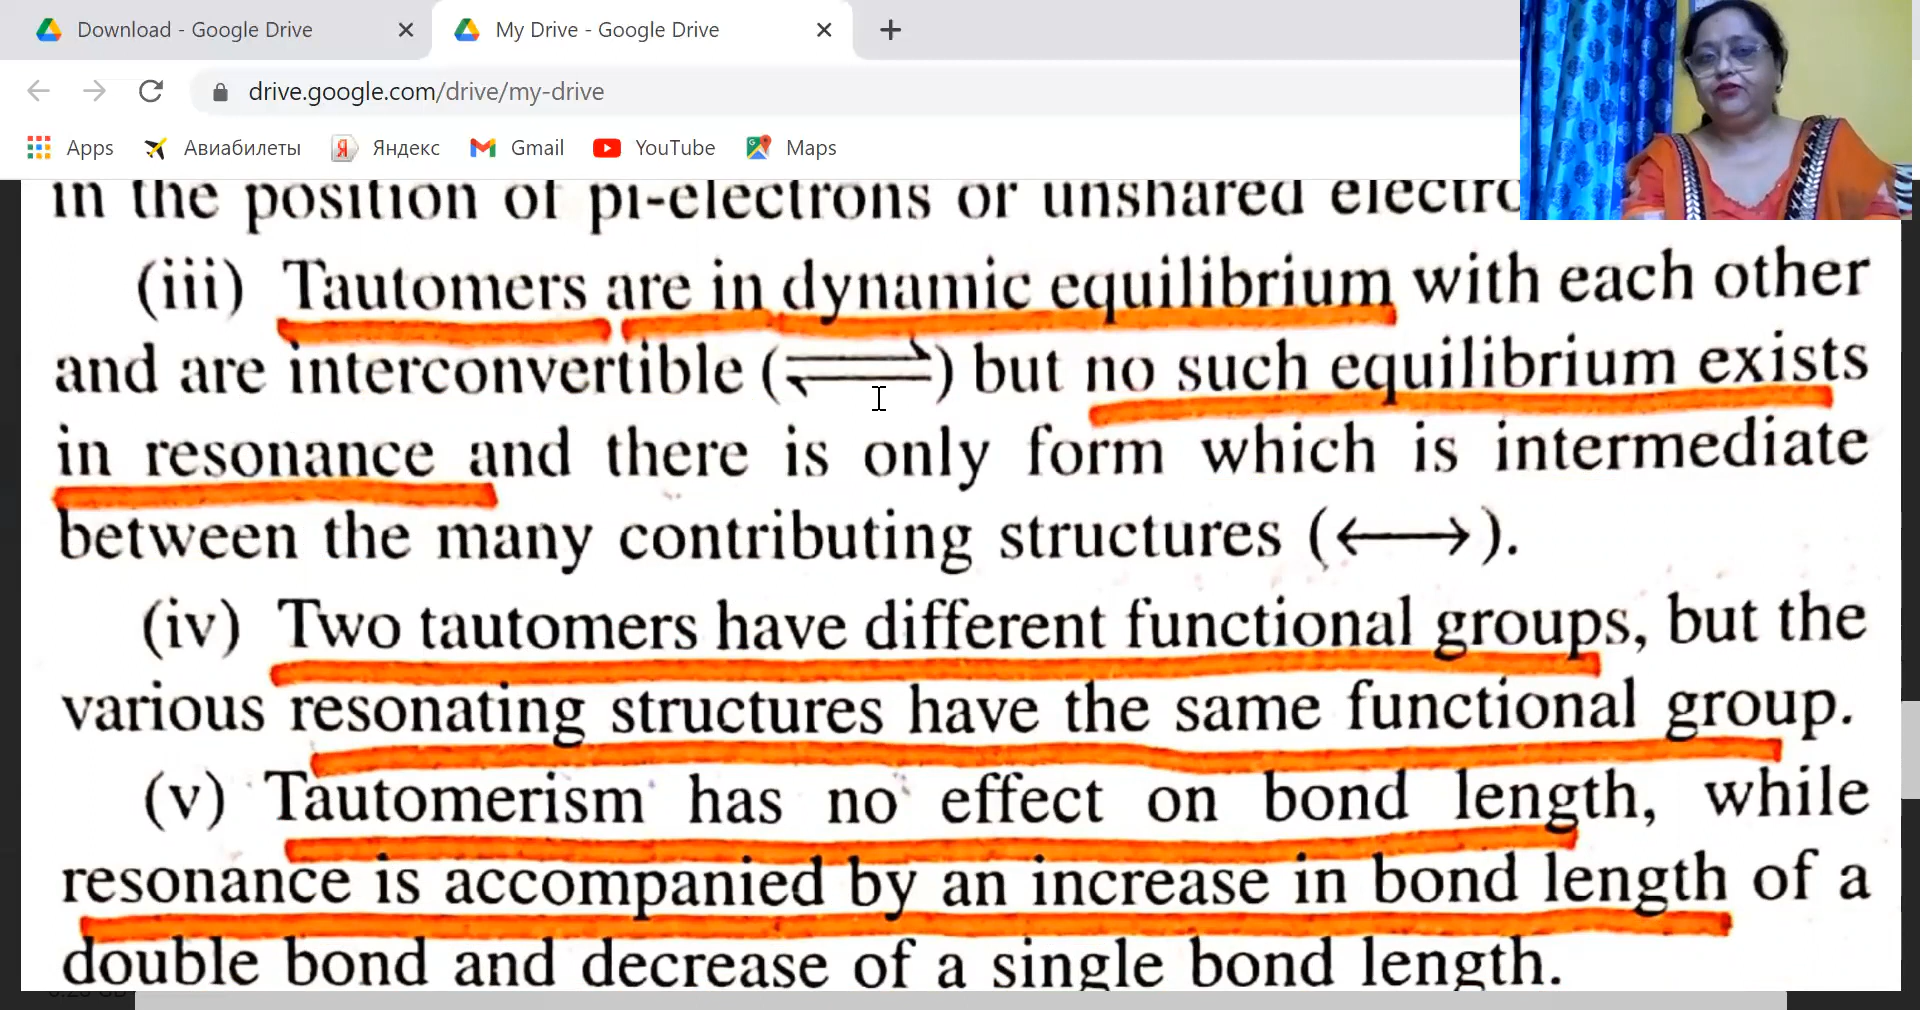 Download - Google Drive
My Drive - Google Drive
drive.google.com/drive/my-drive
Apps
Авиабилеты
Яндекс
Gmail
YouTube
Maps
in the position of pi-electrons or unshared
(iii) Tautomers are in dynamic equilibrium with each other
and are interconvertible (⇌) but no such equilibrium exists
in resonance and there is only form which is intermediate
between the many contributing structures (⟷).
(iv) Two tautomers have different functional groups, but the
various resonating structures have the same functional group.
(v) Tautomerism has no effect on bond length, while
resonance is accompanied by an increase in bond length of a
double bond and decrease of a single bond length.